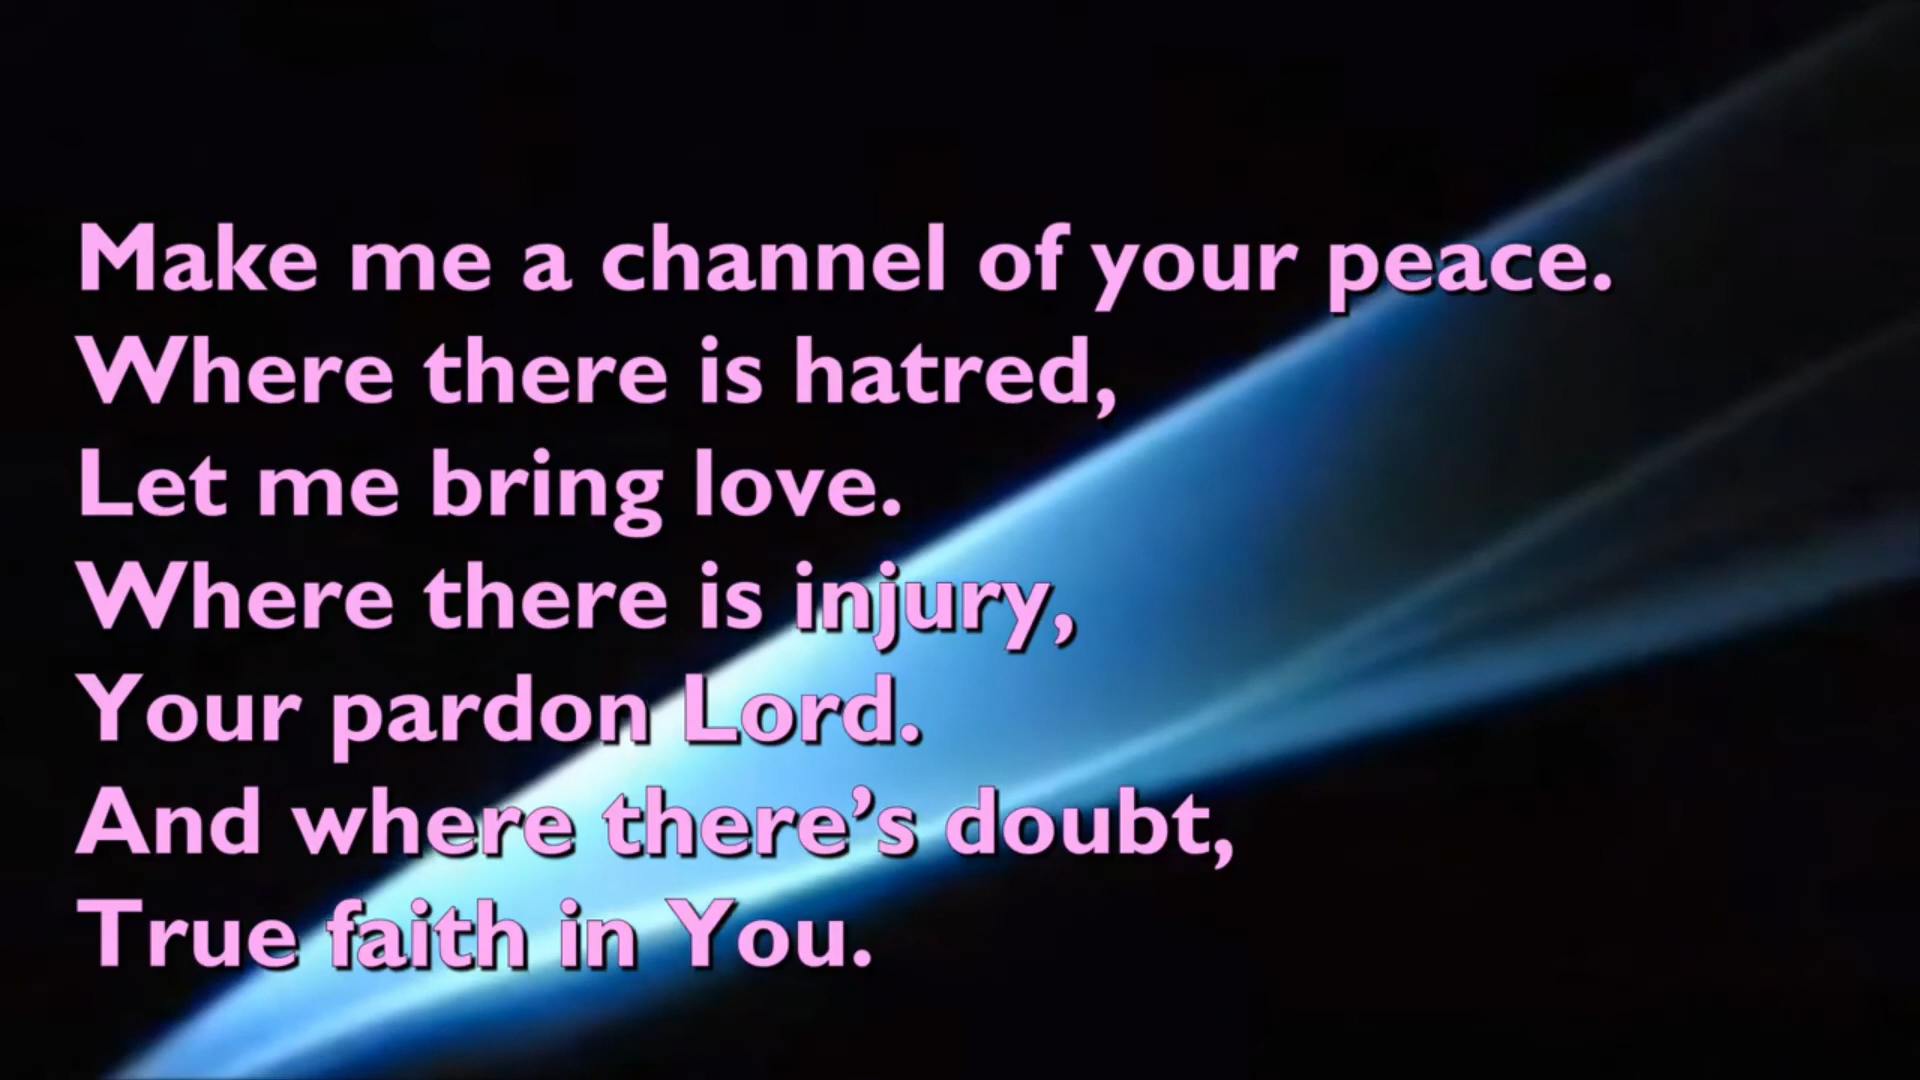 Make me a channel of your peace.
Where there is hatred,
Let me bring love.
Where there is injury,
Your pardon Lord.
And where there’s doubt,
True faith in You.